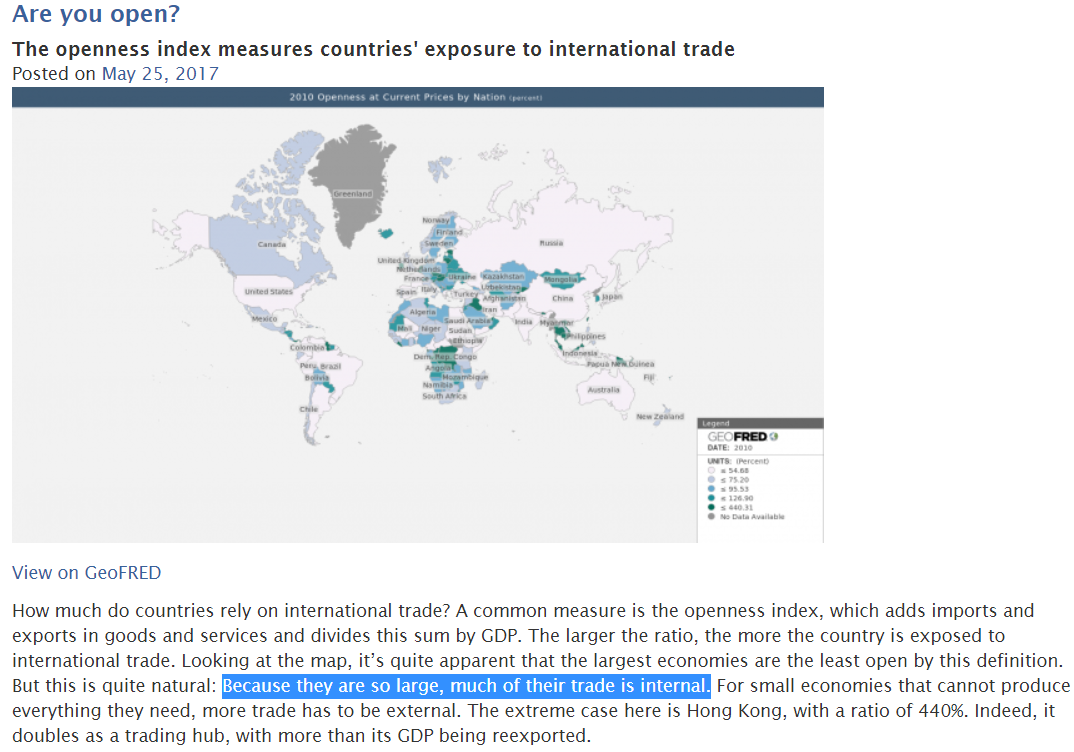 Are you open?
The openness index measures countries' exposure to international trade
Posted on May 25, 2017
2010 Openness at Current Prices by Nation (percent)
Greenland
Norway
Finland
Sweden
Canada
Russia
United Kingdom
Netherlands
France
Ukraine
Kazakhstan
Mongolia
United States
Spain
Italy
Turkey
Uzbekistan
Afghanistan
China
Japan
Mexico
Algeria
Iran
Saudi Arabia
India
Myanmar
Mali
Niger
Sudan
Philippines
Colombia
Ethiopia
Indonesia
Peru
Brazil
Dem. Rep. Congo
Papua New Guinea
Bolivia
Angola
Mozambique
Fiji
Namibia
Australia
South Africa
Chile
New Zealand
Legend
GEOFRED
DATE: 2010
UNITS: (Percent)
≤ 54.68
≤ 75.20
≤ 95.53
≤ 126.90
≤ 440.31
No Data Available
View on GeoFRED
How much do countries rely on international trade? A common measure is the openness index, which adds imports and
exports in goods and services and divides this sum by GDP. The larger the ratio, the more the country is exposed to
international trade. Looking at the map, it's quite apparent that the largest economies are the least open by this definition.
But this is quite natural: Because they are so large, much of their trade is internal. For small economies that cannot produce
everything they need, more trade has to be external. The extreme case here is Hong Kong, with a ratio of 440%. Indeed, it
doubles as a trading hub, with more than its GDP being reexported.